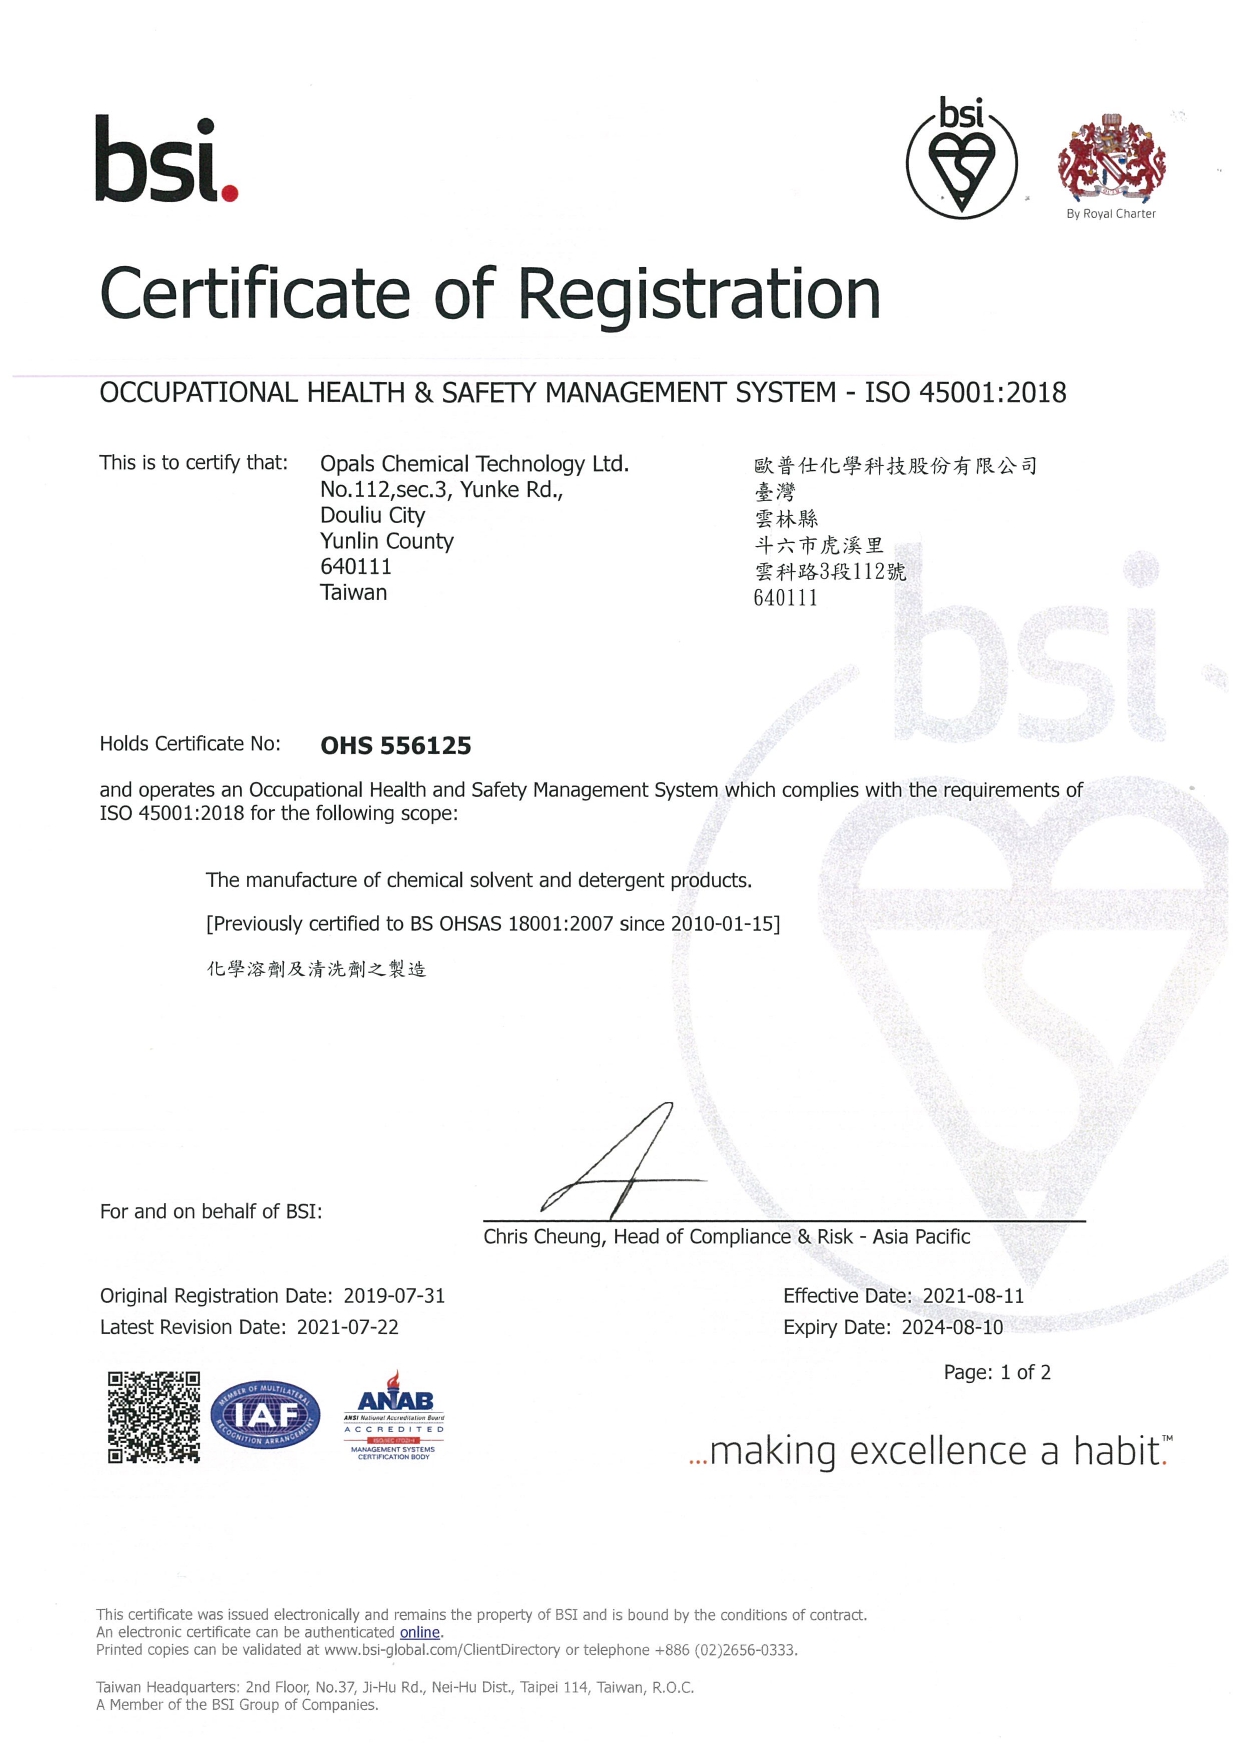 bsi.
bsi
By Royal Charter
Certificate of Registration
OCCUPATIONAL HEALTH & SAFETY MANAGEMENT SYSTEM - ISO 45001:2018
This is to certify that:
Opals Chemical Technology Ltd.
No.112,sec.3, Yunke Rd.,
Douliu City
Yunlin County
640111
Taiwan
歐普仕化學科技股份有限公司
臺灣
雲林縣
斗六市虎溪里
雲科路3段112號
640111
bsi
Holds Certificate No: OHS 556125
and operates an Occupational Health and Safety Management System which complies with the requirements of
ISO 45001:2018 for the following scope:
The manufacture of chemical solvent and detergent products.
[Previously certified to BS OHSAS 18001:2007 since 2010-01-15]
化學溶劑及清洗劑之製造
For and on behalf of BSI:
Chris Cheung, Head of Compliance & Risk - Asia Pacific
Original Registration Date: 2019-07-31
Effective Date: 2021-08-11
Latest Revision Date: 2021-07-22
Expiry Date: 2024-08-10
Page: 1 of 2
MEMBER OF MULTILATERAL
IAF
RECOGNITION ARRANGEMENT
ANAB
ANSI National Accreditation Board
ACCREDITED
MANAGEMENT SYSTEMS
CERTIFICATION BODY
...making excellence a habit.™
This certificate was issued electronically and remains the property of BSI and is bound by the conditions of contract.
An electronic certificate can be authenticated online.
Printed copies can be validated at www.bsi-global.com/ClientDirectory or telephone +886 (02)2656-0333.
Taiwan Headquarters: 2nd Floor, No.37, Ji-Hu Rd., Nei-Hu Dist., Taipei 114, Taiwan, R.O.C.
A Member of the BSI Group of Companies.